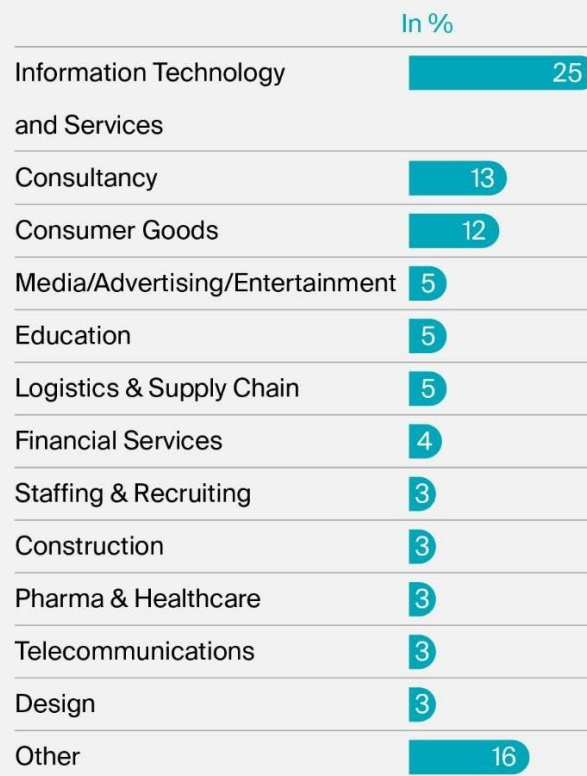 In %
Information Technology 25
and Services
Consultancy 13
Consumer Goods 12
Media/Advertising/Entertainment 5
Education 5
Logistics & Supply Chain 5
Financial Services 4
Staffing & Recruiting 3
Construction 3
Pharma & Healthcare 3
Telecommunications 3
Design 3
Other 16